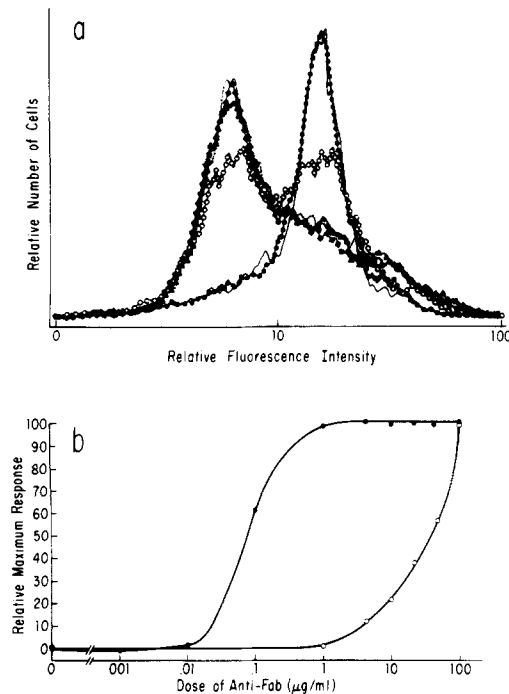 a
Relative Number of Cells
0 10 100
Relative Fluorescence Intensity
b
Relative Maximum Response
100
90
80
70
60
50
40
30
20
10
0
0 .001 .01 .1 1 10 100
Dose of Anti-Fab (μg/ml)